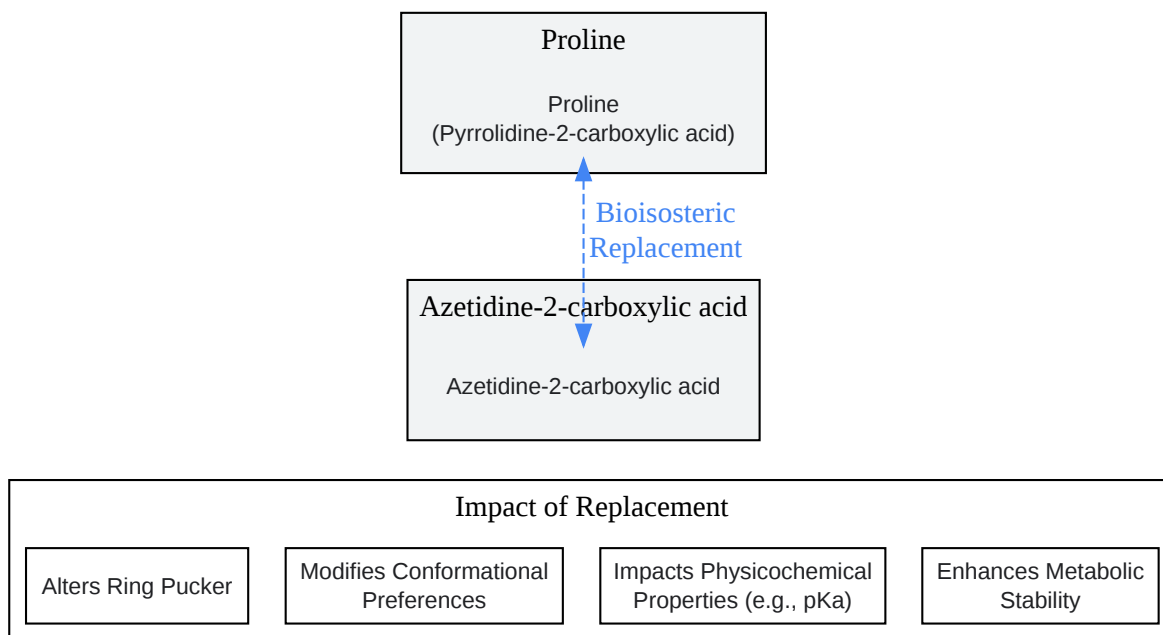 Proline
Proline
(Pyrrolidine-2-carboxylic acid)
Bioisosteric
Replacement
Azetidine-2-carboxylic acid
Azetidine-2-carboxylic acid
Impact of Replacement
Alters Ring Pucker
Modifies Conformational
Preferences
Impacts Physicochemical
Properties (e.g., pKa)
Enhances Metabolic
Stability